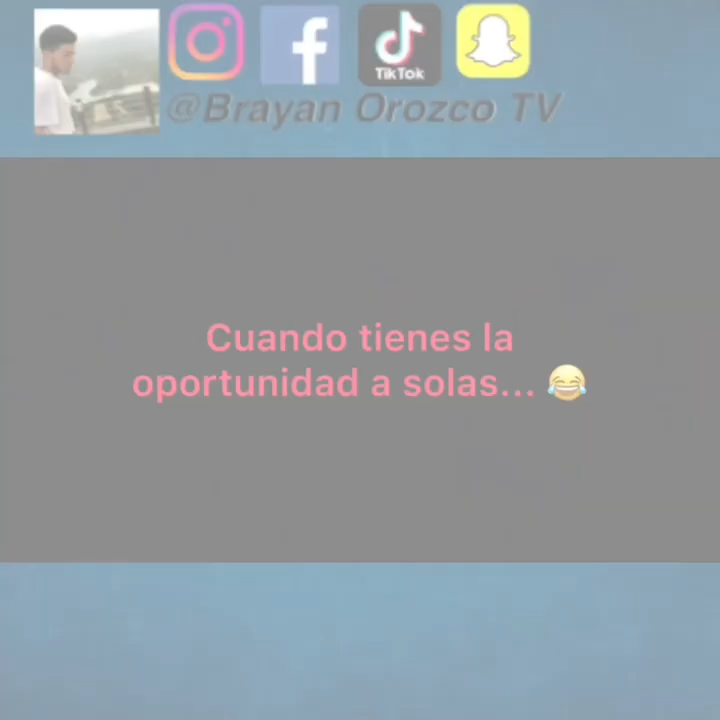 TikTok
@Brayan Orozco TV
Cuando tienes la
oportunidad a solas... 😂